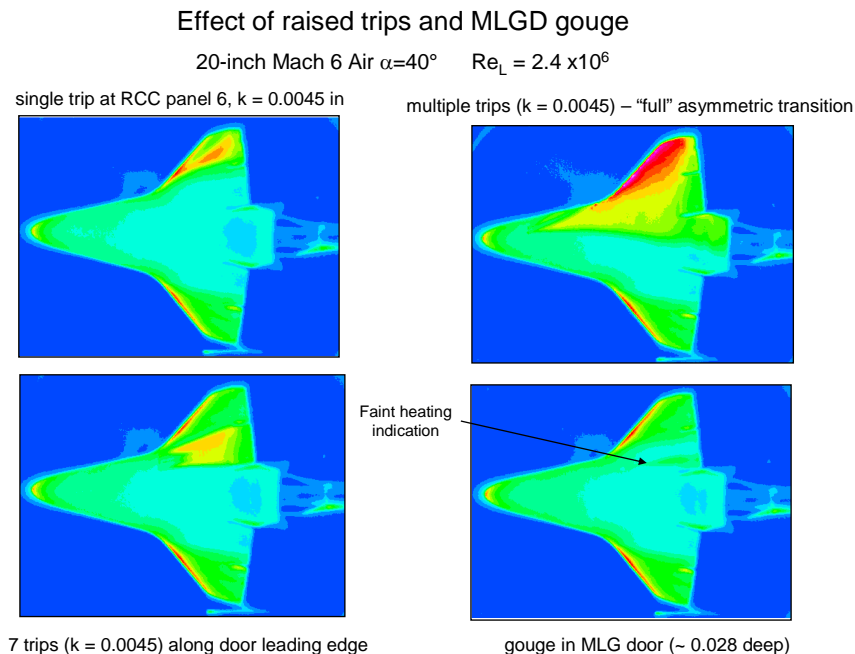 Effect of raised trips and MLGD gouge
20-inch Mach 6 Air α=40° Re_L = 2.4 x10⁶
single trip at RCC panel 6, k = 0.0045 in
multiple trips (k = 0.0045) – “full” asymmetric transition
Faint heating
indication
7 trips (k = 0.0045) along door leading edge
gouge in MLG door (~ 0.028 deep)